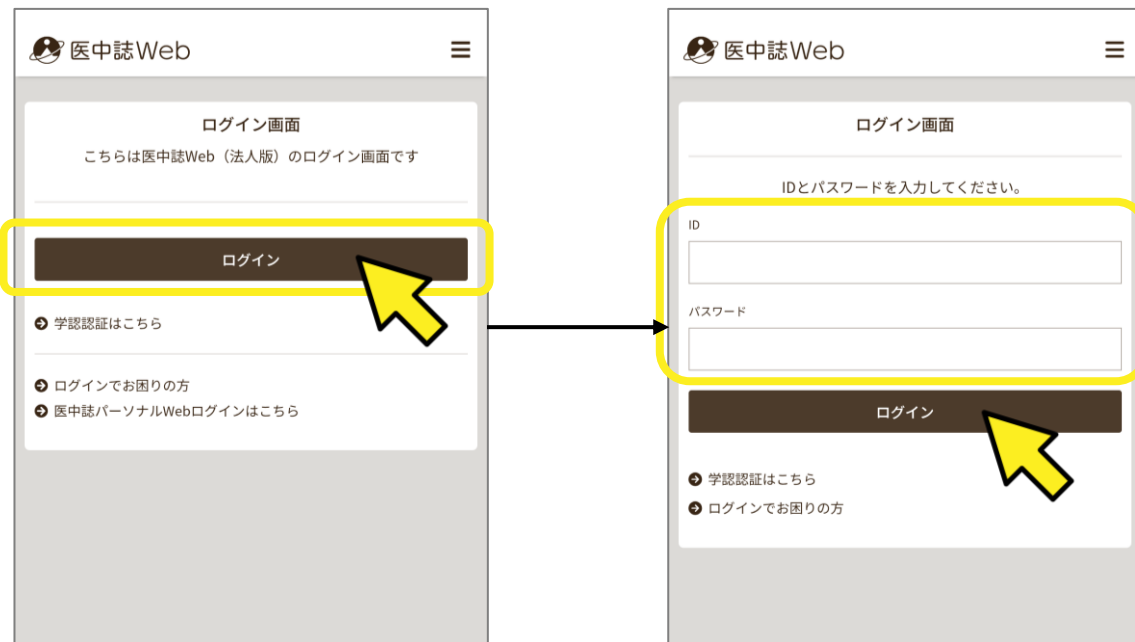 医中誌Web
ログイン画面
こちらは医中誌Web（法人版）のログイン画面です
ログイン
学認認証はこちら
ログインでお困りの方
医中誌パーソナルWebログインはこちら
医中誌Web
ログイン画面
IDとパスワードを入力してください。
ID
パスワード
ログイン
学認認証はこちら
ログインでお困りの方